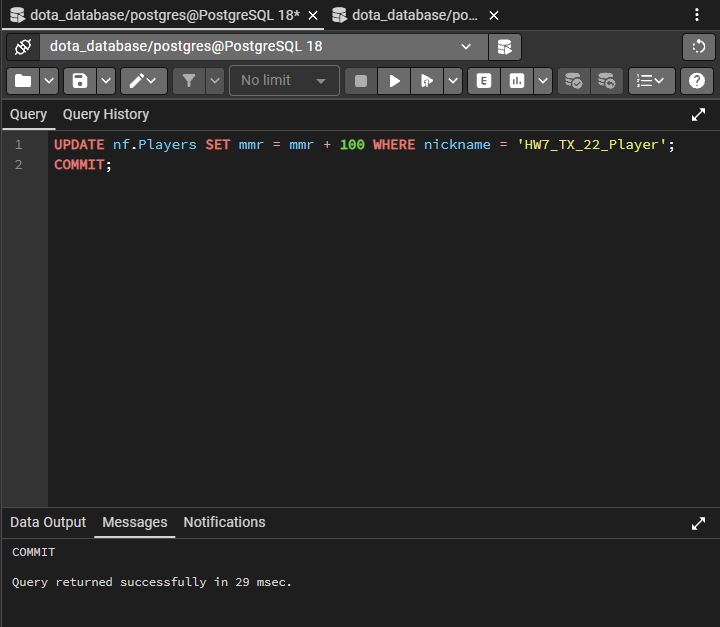 dota_database/postgres@PostgreSQL 18*
dota_database/po...
dota_database/postgres@PostgreSQL 18
No limit
E
Query
Query History
1 UPDATE nf.Players SET mmr = mmr + 100 WHERE nickname = 'HW7_TX_22_Player';
2 COMMIT;
Data Output
Messages
Notifications
COMMIT
Query returned successfully in 29 msec.